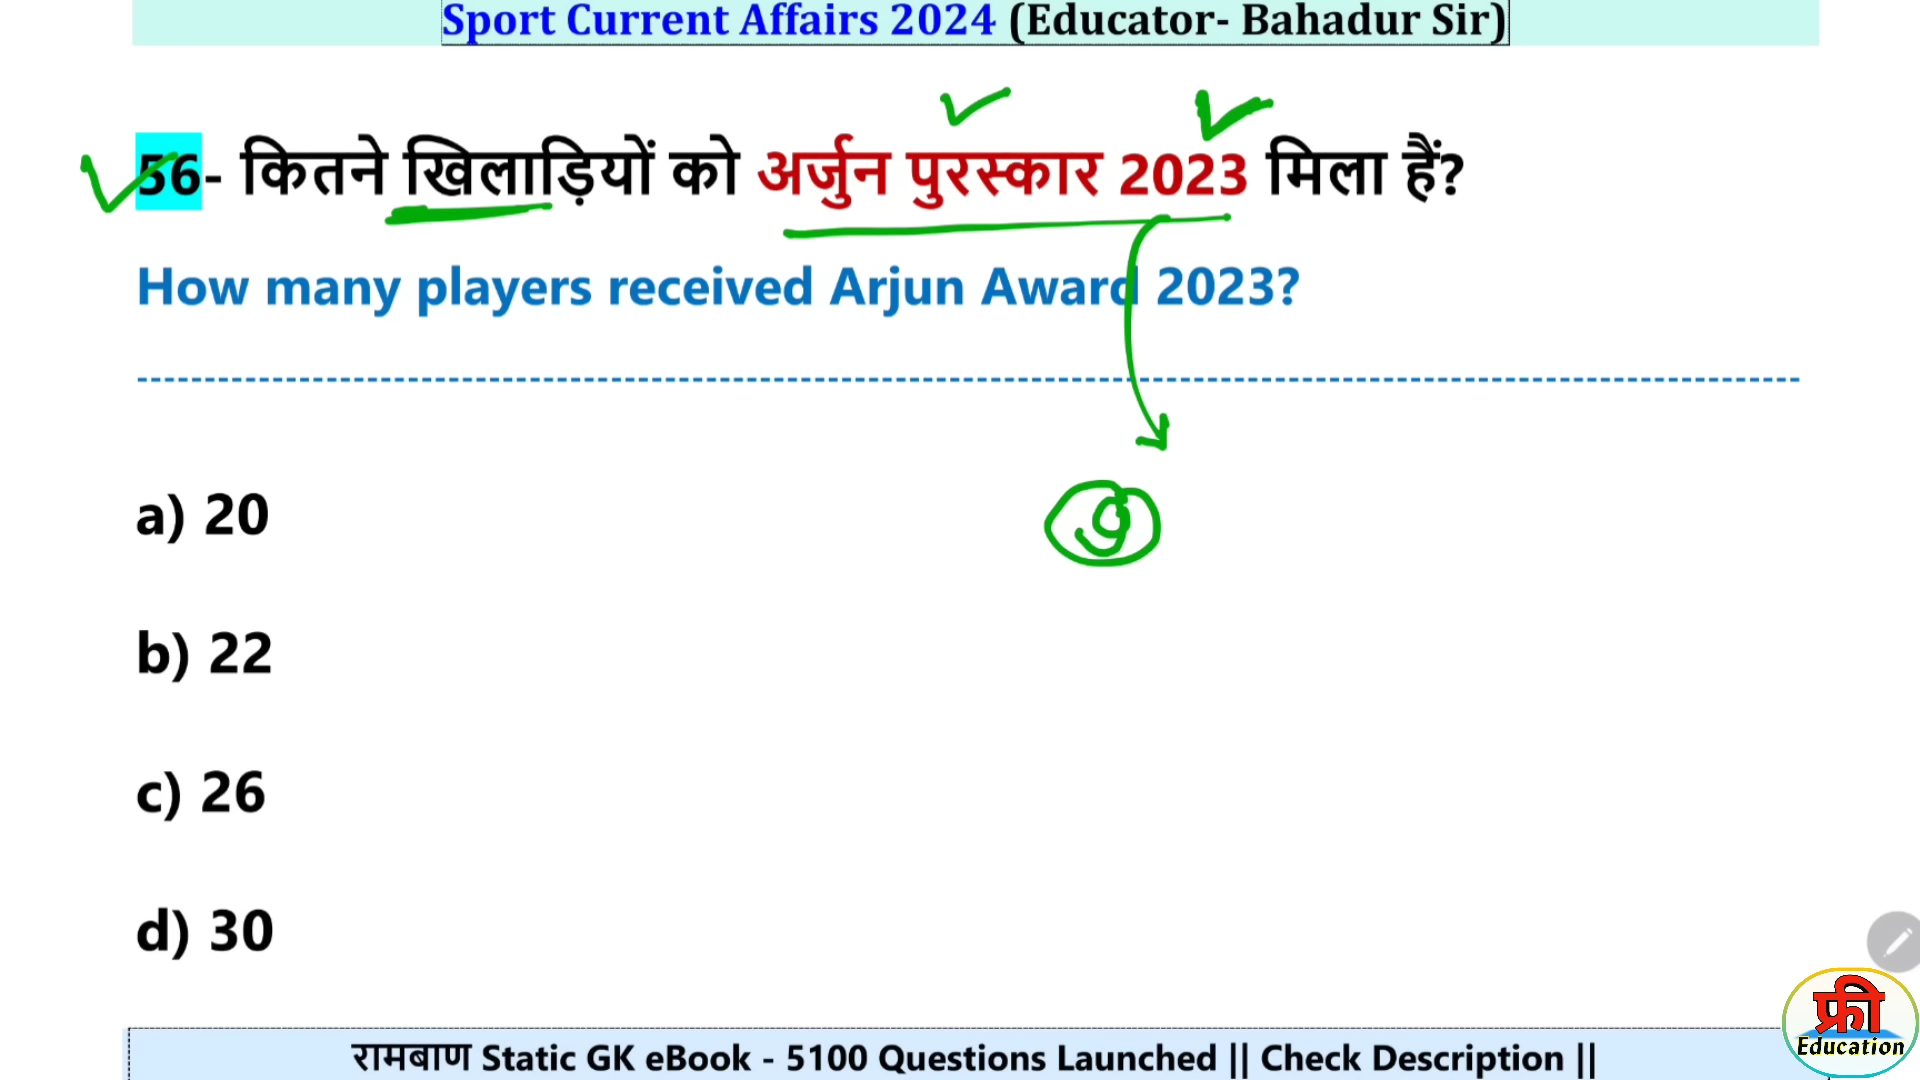 Sport Current Affairs 2024 (Educator- Bahadur Sir)
56- कितने खिलाड़ियों को अर्जुन पुरस्कार 2023 मिला हैं?
How many players received Arjun Award 2023?
a) 20
9
b) 22
c) 26
d) 30
फ्री
Education
रामबाण Static GK eBook - 5100 Questions Launched || Check Description ||